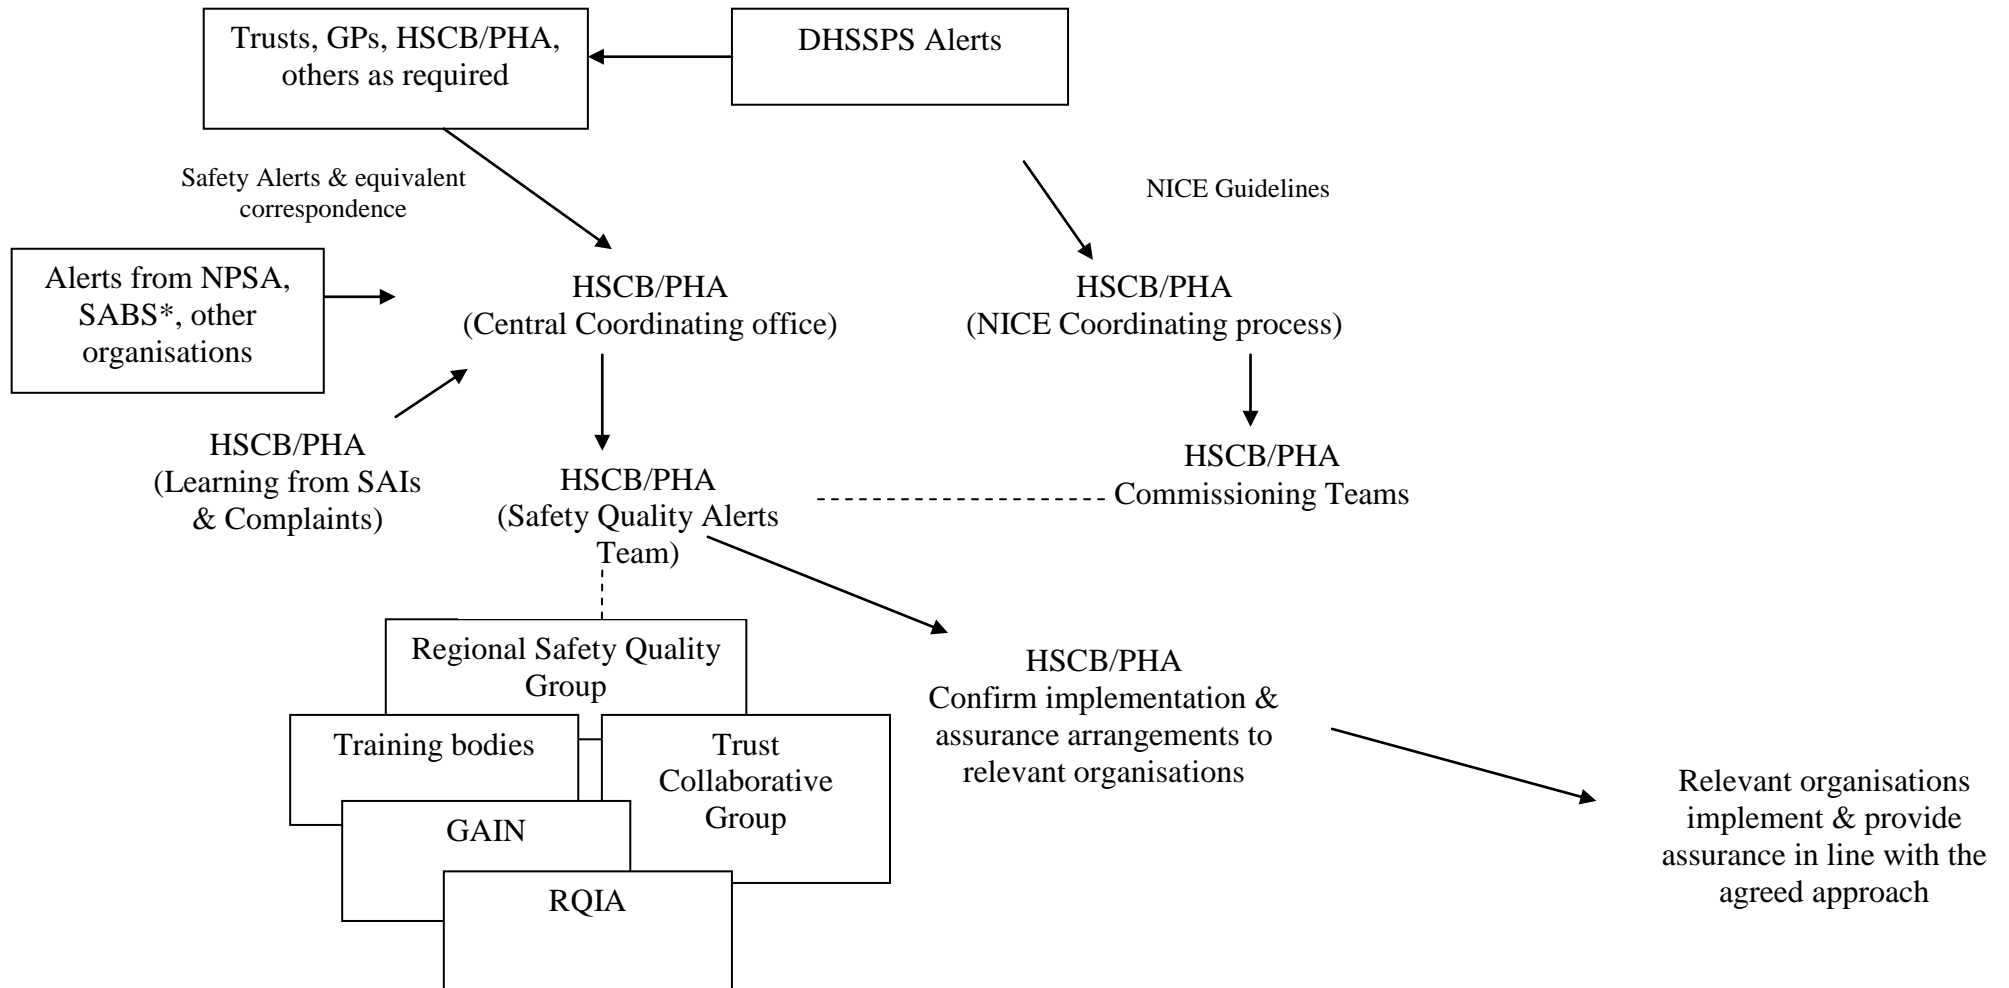 Trusts, GPs, HSCB/PHA,
others as required
DHSSPS Alerts
Safety Alerts & equivalent
correspondence
NICE Guidelines
Alerts from NPSA,
SABS*, other
organisations
HSCB/PHA
(Central Coordinating office)
HSCB/PHA
(NICE Coordinating process)
HSCB/PHA
(Learning from SAIs
& Complaints)
HSCB/PHA
(Safety Quality Alerts
Team)
HSCB/PHA
Commissioning Teams
Regional Safety Quality
Group
Training bodies
Trust
Collaborative
Group
GAIN
RQIA
HSCB/PHA
Confirm implementation &
assurance arrangements to
relevant organisations
Relevant organisations
implement & provide
assurance in line with the
agreed approach